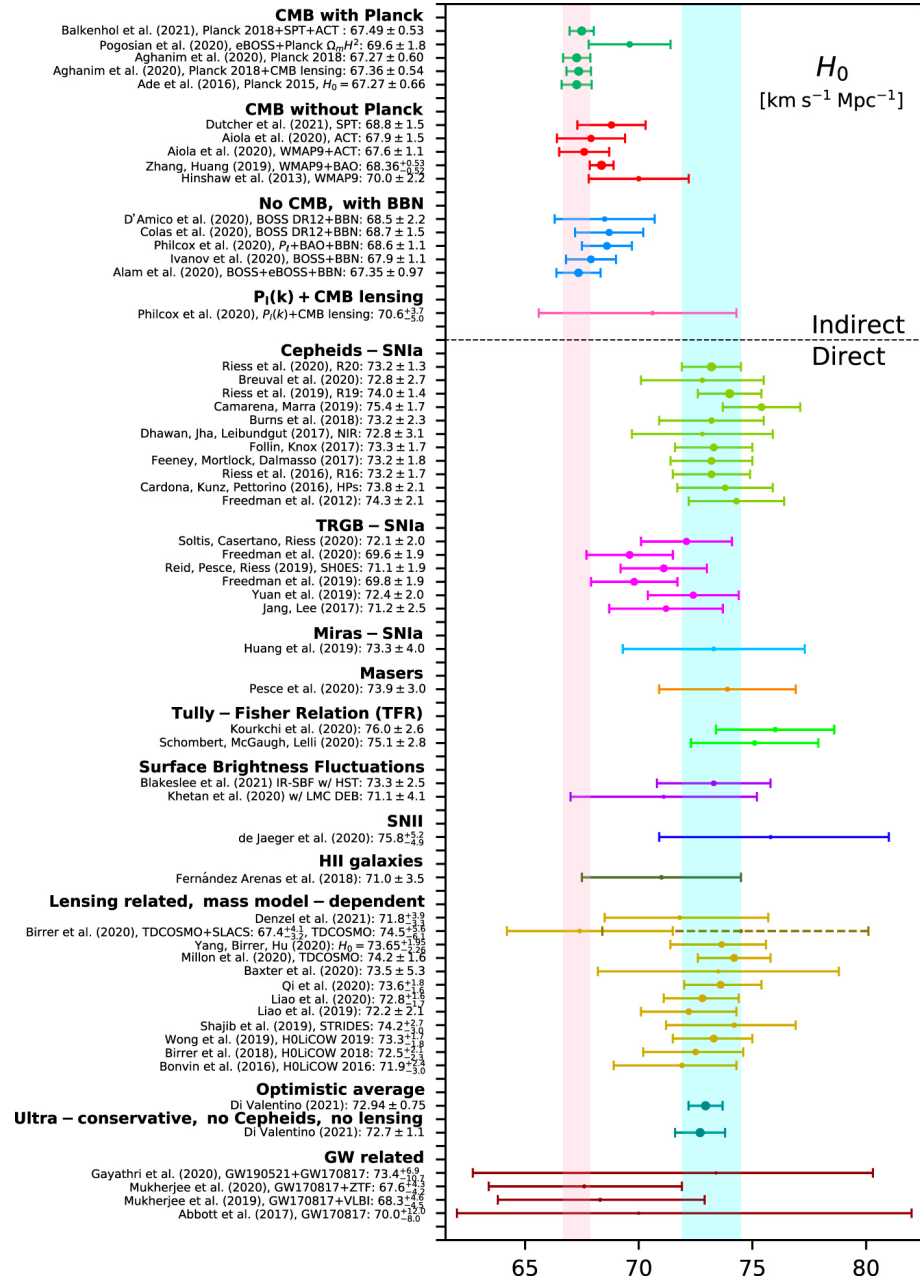 CMB with Planck
Balkenhol et al. (2021), Planck 2018+SPT+ACT : 67.49 ± 0.53
Pogosian et al. (2020), eBOSS+Planck Ω_mH²: 69.6 ± 1.8
Aghanim et al. (2020), Planck 2018: 67.27 ± 0.60
Aghanim et al. (2020), Planck 2018+CMB lensing: 67.36 ± 0.54
Ade et al. (2016), Planck 2015, H₀ = 67.27 ± 0.66
H₀
[km s⁻¹ Mpc⁻¹]
CMB without Planck
Dutcher et al. (2021), SPT: 68.8 ± 1.5
Aiola et al. (2020), ACT: 67.9 ± 1.5
Aiola et al. (2020), WMAP9+ACT: 67.6 ± 1.1
Zhang, Huang (2019), WMAP9+BAO: 68.36 +0.53 −0.52
Hinshaw et al. (2013), WMAP9: 70.0 ± 2.2
No CMB, with BBN
D'Amico et al. (2020), BOSS DR12+BBN: 68.5 ± 2.2
Colas et al. (2020), BOSS DR12+BBN: 68.7 ± 1.5
Philcox et al. (2020), P_ℓ+BAO+BBN: 68.6 ± 1.1
Ivanov et al. (2020), BOSS+BBN: 67.9 ± 1.1
Alam et al. (2020), BOSS+eBOSS+BBN: 67.35 ± 0.97
P_l(k) + CMB lensing
Philcox et al. (2020), P_l(k)+CMB lensing: 70.6 +3.7 −5.0
Indirect
Direct
Cepheids − SNIa
Riess et al. (2020), R20: 73.2 ± 1.3
Breuval et al. (2020): 72.8 ± 2.7
Riess et al. (2019), R19: 74.0 ± 1.4
Camarena, Marra (2019): 75.4 ± 1.7
Burns et al. (2018): 73.2 ± 2.3
Dhawan, Jha, Leibundgut (2017), NIR: 72.8 ± 3.1
Follin, Knox (2017): 73.3 ± 1.7
Feeney, Mortlock, Dalmasso (2017): 73.2 ± 1.8
Riess et al. (2016), R16: 73.2 ± 1.7
Cardona, Kunz, Pettorino (2016), HPs: 73.8 ± 2.1
Freedman et al. (2012): 74.3 ± 2.1
TRGB − SNIa
Soltis, Casertano, Riess (2020): 72.1 ± 2.0
Freedman et al. (2020): 69.6 ± 1.9
Reid, Pesce, Riess (2019), SH0ES: 71.1 ± 1.9
Freedman et al. (2019): 69.8 ± 1.9
Yuan et al. (2019): 72.4 ± 2.0
Jang, Lee (2017): 71.2 ± 2.5
Miras − SNIa
Huang et al. (2019): 73.3 ± 4.0
Masers
Pesce et al. (2020): 73.9 ± 3.0
Tully − Fisher Relation (TFR)
Kourkchi et al. (2020): 76.0 ± 2.6
Schombert, McGaugh, Lelli (2020): 75.1 ± 2.8
Surface Brightness Fluctuations
Blakeslee et al. (2021) IR-SBF w/ HST: 73.3 ± 2.5
Khetan et al. (2020) w/ LMC DEB: 71.1 ± 4.1
SNII
de Jaeger et al. (2020): 75.8 +5.2 −4.9
HII galaxies
Fernández Arenas et al. (2018): 71.0 ± 3.5
Lensing related, mass model − dependent
Denzel et al. (2021): 71.8 +3.9 −3.3
Birrer et al. (2020), TDCOSMO+SLACS: 67.4 +4.1 −3.2, TDCOSMO: 74.5 +5.6 −6.1
Yang, Birrer, Hu (2020): H₀ = 73.65 +1.95 −2.26
Millon et al. (2020), TDCOSMO: 74.2 ± 1.6
Baxter et al. (2020): 73.5 ± 5.3
Qi et al. (2020): 73.6 +1.8 −1.6
Liao et al. (2020): 72.8 +1.6 −1.7
Liao et al. (2019): 72.2 ± 2.1
Shajib et al. (2019), STRIDES: 74.2 +2.7 −3.0
Wong et al. (2019), H0LiCOW 2019: 73.3 +1.7 −1.8
Birrer et al. (2018), H0LiCOW 2018: 72.5 +2.1 −2.3
Bonvin et al. (2016), H0LiCOW 2016: 71.9 +2.4 −3.0
Optimistic average
Di Valentino (2021): 72.94 ± 0.75
Ultra − conservative, no Cepheids, no lensing
Di Valentino (2021): 72.7 ± 1.1
GW related
Gayathri et al. (2020), GW190521+GW170817: 73.4 +6.9 −10.7
Mukherjee et al. (2020), GW170817+ZTF: 67.6 +4.3 −4.2
Mukherjee et al. (2019), GW170817+VLBI: 68.3 +4.6 −4.5
Abbott et al. (2017), GW170817: 70.0 +12.0 −8.0
65 70 75 80